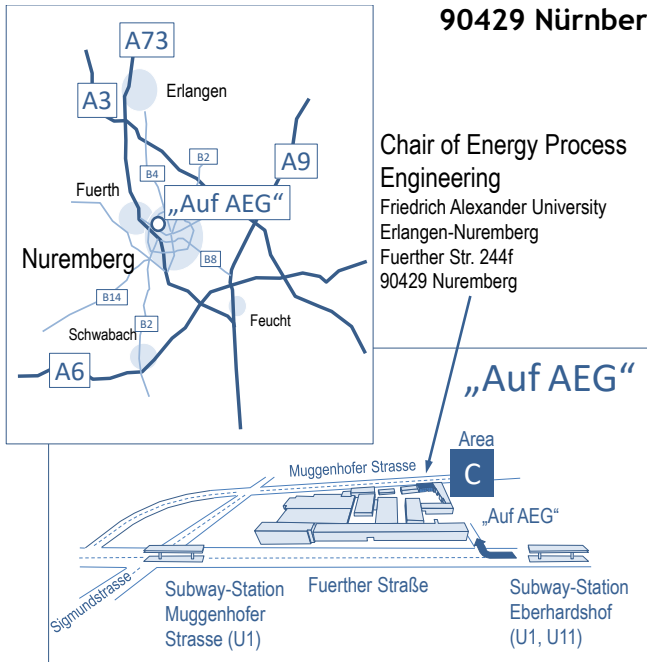 90429 Nürnber
A73
A3
Erlangen
B2
A9
B4
Fuerth
„Auf AEG“
Nuremberg
B8
B14
B2
Feucht
Schwabach
A6
Chair of Energy Process
Engineering
Friedrich Alexander University
Erlangen-Nuremberg
Fuerther Str. 244f
90429 Nuremberg
„Auf AEG“
Area
C
Muggenhofer Strasse
„Auf AEG“
Sigmundstrasse
Subway-Station
Muggenhofer
Strasse (U1)
Fuerther Straße
Subway-Station
Eberhardshof
(U1, U11)